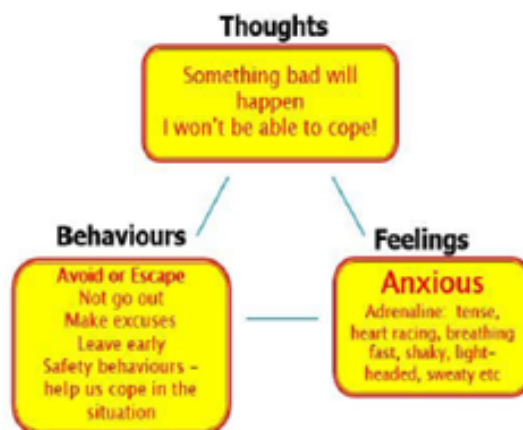 Thoughts
Something bad will
happen
I won't be able to cope!
Behaviours
Avoid or Escape
Not go out
Make excuses
Leave early
Safety behaviours –
help us cope in the
situation
Feelings
Anxious
Adrenaline: tense,
heart racing, breathing
fast, shaky, light-
headed, sweaty etc